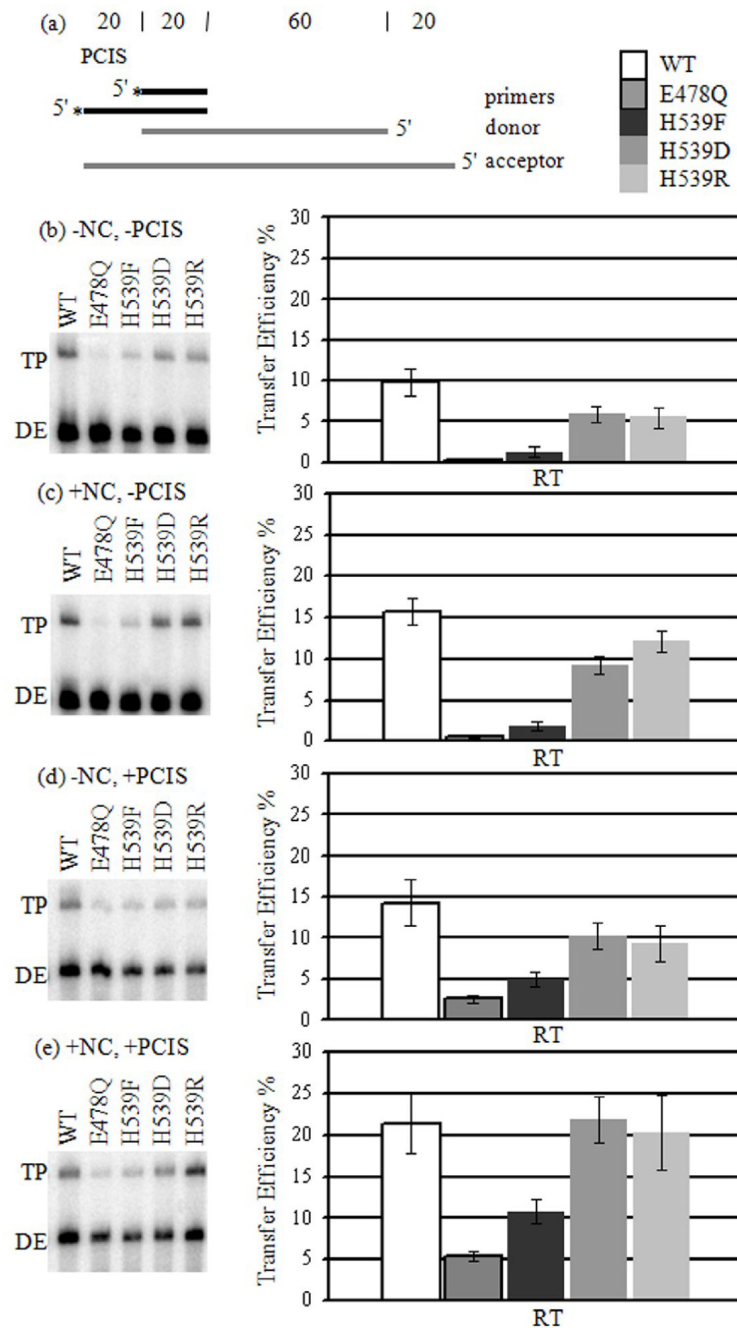 (a) 20 | 20 / 60 | 20
PCIS
5' *
5' *
primers
donor 5'
5' acceptor
WT
E478Q
H539F
H539D
H539R
(b) -NC, -PCIS
WT E478Q H539F H539D H539R
TP
DE
Transfer Efficiency %
30
25
20
15
10
5
0
RT
(c) +NC, -PCIS
WT E478Q H539F H539D H539R
TP
DE
Transfer Efficiency %
30
25
20
15
10
5
0
RT
(d) -NC, +PCIS
WT E478Q H539F H539D H539R
TP
DE
Transfer Efficiency %
30
25
20
15
10
5
0
RT
(e) +NC, +PCIS
WT E478Q H539F H539D H539R
TP
DE
Transfer Efficiency %
30
25
20
15
10
5
0
RT